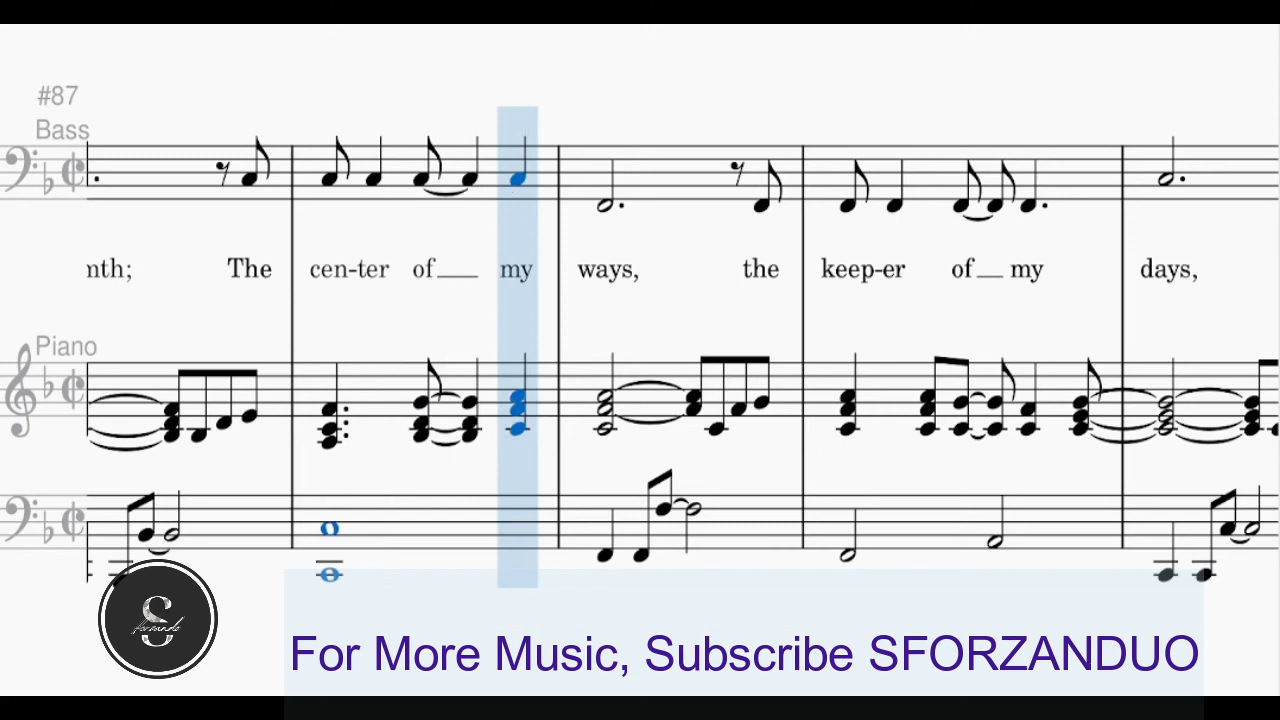 #87
Bass
nth; The cen-ter of my ways, the keep-er of my days,
Piano
S
forzando
For More Music, Subscribe SFORZANDUO